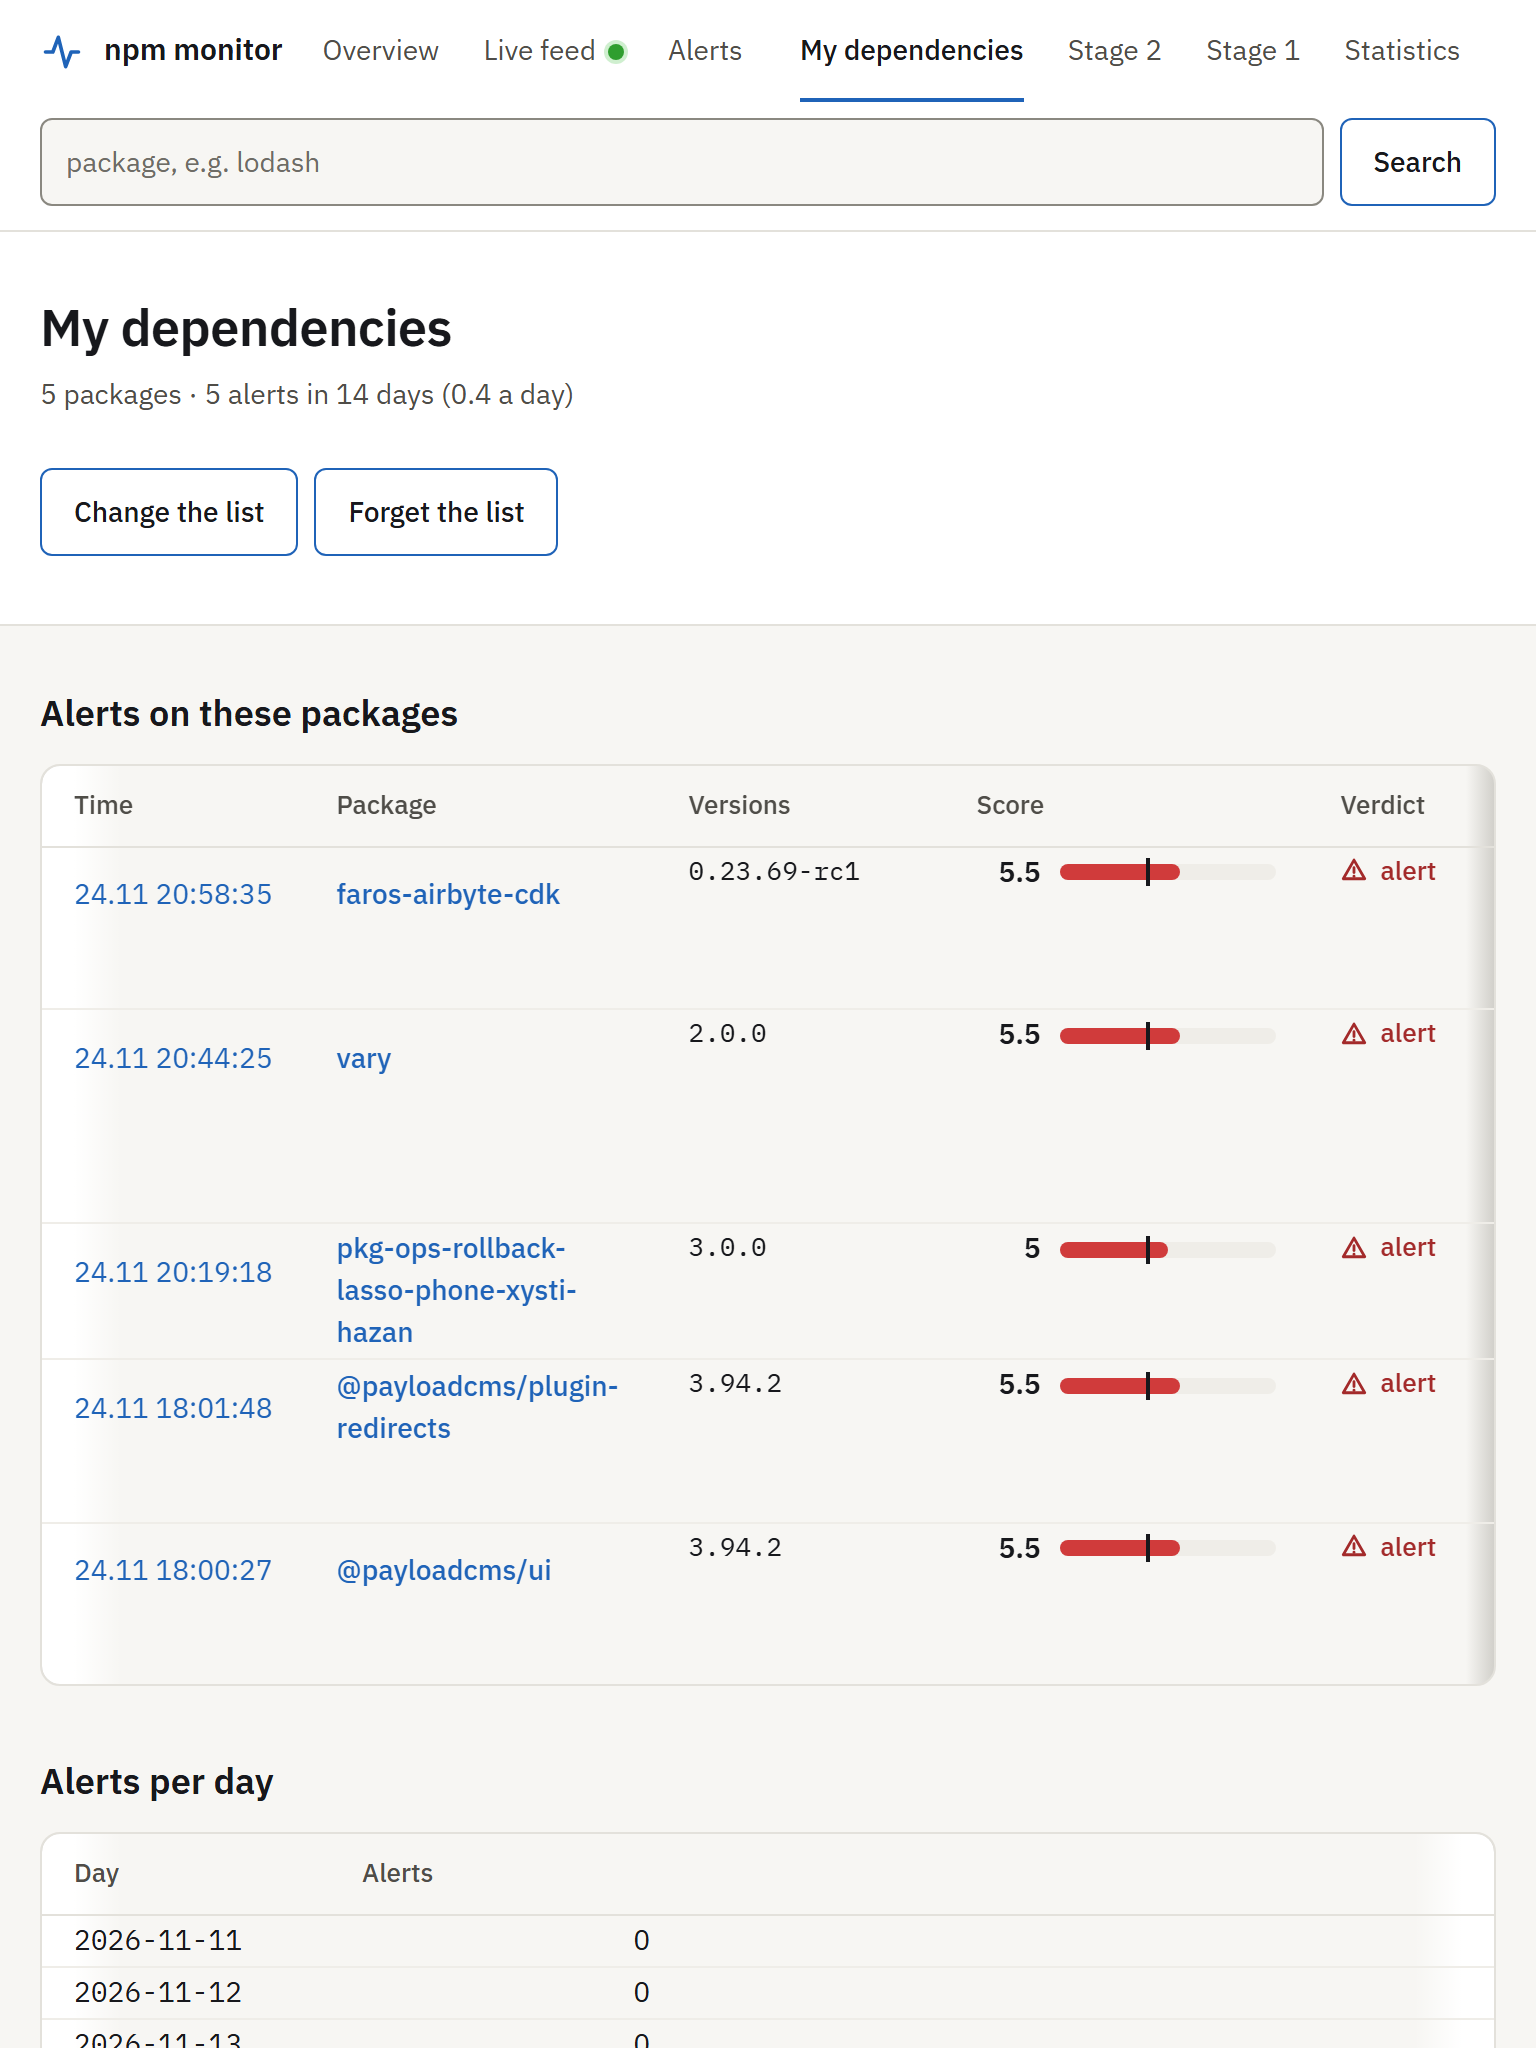 npm monitor Overview Live feed Alerts My dependencies Stage 2 Stage 1 Statistics
package, e.g. lodash Search
My dependencies
5 packages · 5 alerts in 14 days (0.4 a day)
Change the list Forget the list
Alerts on these packages
Time Package Versions Score Verdict
24.11 20:58:35 faros-airbyte-cdk 0.23.69-rc1 5.5 alert
24.11 20:44:25 vary 2.0.0 5.5 alert
24.11 20:19:18 pkg-ops-rollback- 3.0.0 5 alert
lasso-phone-xysti-
hazan
24.11 18:01:48 @payloadcms/plugin- 3.94.2 5.5 alert
redirects
24.11 18:00:27 @payloadcms/ui 3.94.2 5.5 alert
Alerts per day
Day Alerts
2026-11-11 0
2026-11-12 0
2026-11-13 0